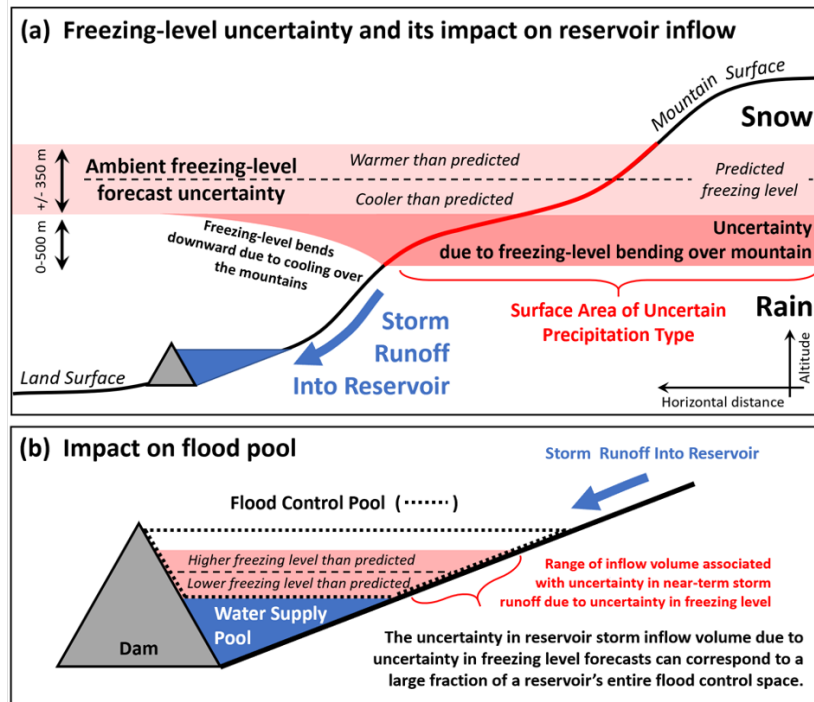 (a) Freezing-level uncertainty and its impact on reservoir inflow
Mountain Surface
Snow
+/- 350 m
Ambient freezing-level
forecast uncertainty
Warmer than predicted
Cooler than predicted
Predicted
freezing level
0-500 m
Freezing-level bends
downward due to cooling over
the mountains
Uncertainty
due to freezing-level bending over mountain
Surface Area of Uncertain
Precipitation Type
Rain
Storm
Runoff
Into Reservoir
Land Surface
Altitude
Horizontal distance
(b) Impact on flood pool
Storm Runoff Into Reservoir
Flood Control Pool ( )
Higher freezing level than predicted
Lower freezing level than predicted
Water Supply
Pool
Dam
Range of inflow volume associated
with uncertainty in near-term storm
runoff due to uncertainty in freezing level
The uncertainty in reservoir storm inflow volume due to
uncertainty in freezing level forecasts can correspond to a
large fraction of a reservoir's entire flood control space.